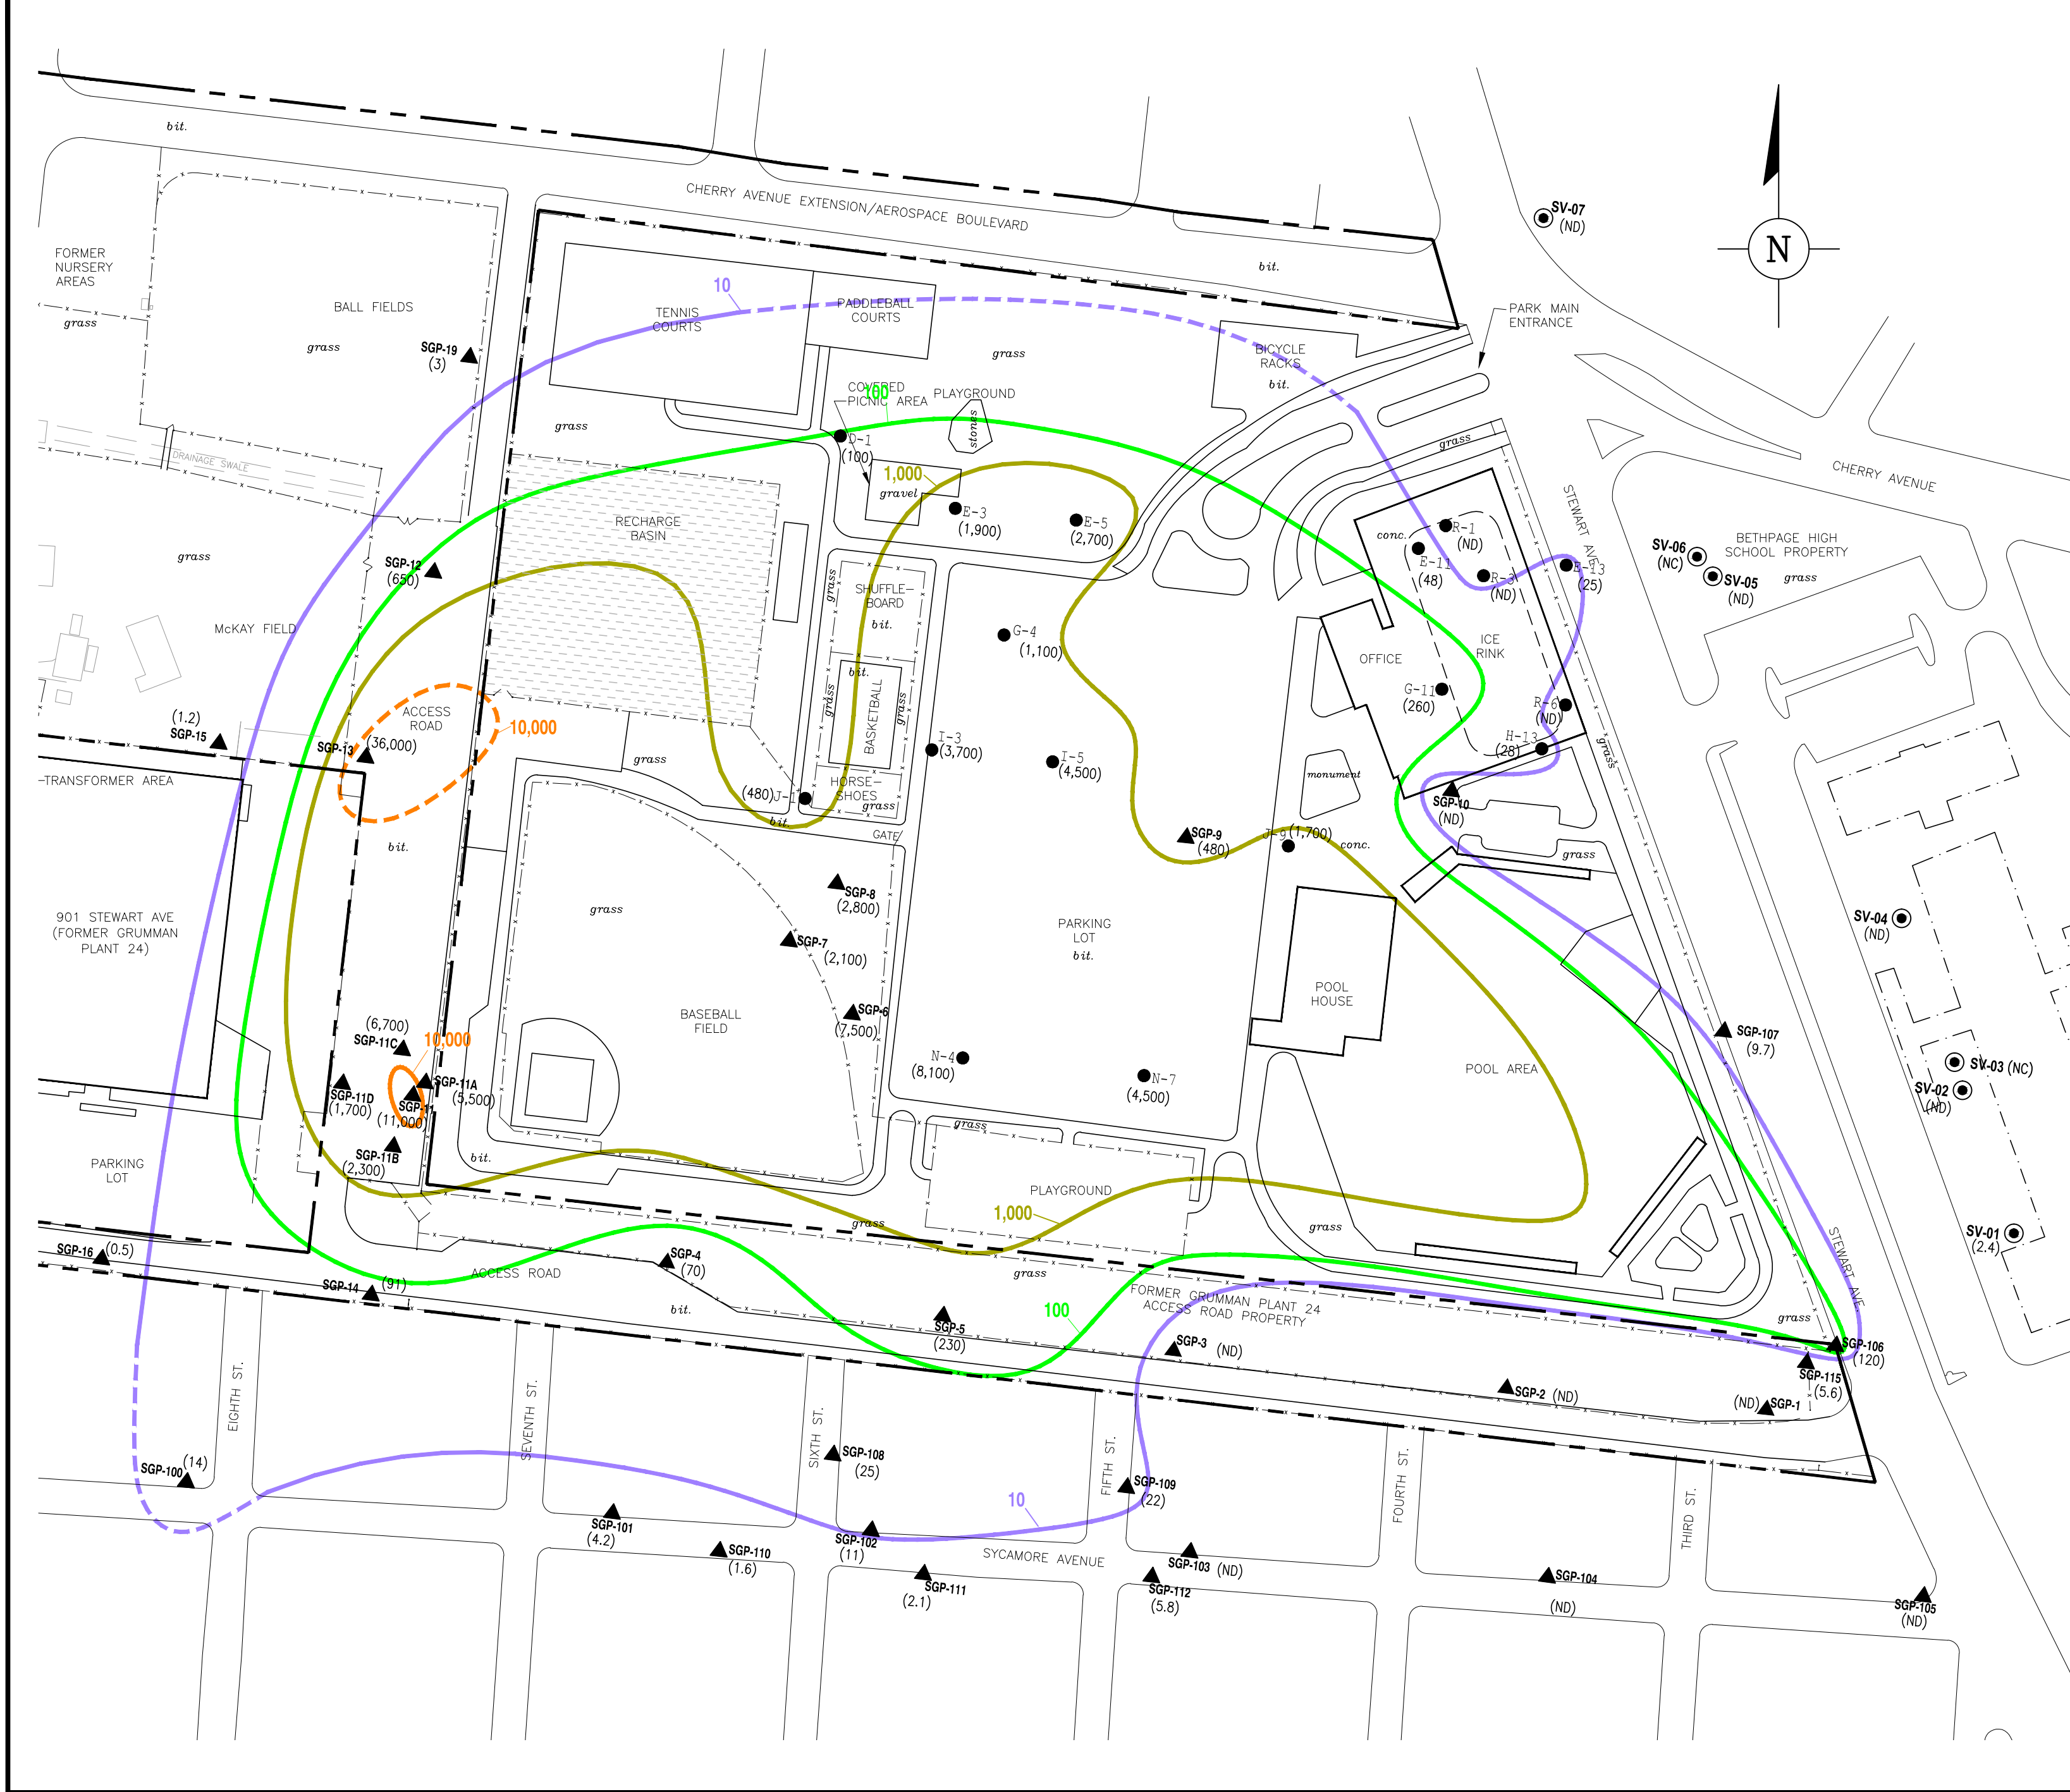 bit.
CHERRY AVENUE EXTENSION/AEROSPACE BOULEVARD
SV-07
(ND)
N
FORMER
NURSERY
AREAS
grass
BALL FIELDS
grass
SGP-19
(3)
10
TENNIS
COURTS
PADDLEBALL
COURTS
grass
bit.
PARK MAIN
ENTRANCE
BICYCLE
RACKS
bit.
COVERED
PICNIC AREA
100
PLAYGROUND
stones
grass
D-1
(100)
DRAINAGE SWALE
grass
CHERRY AVENUE
STEWART AVE.
1,000
gravel
E-3
(1,900)
E-5
(2,700)
RECHARGE
BASIN
grass
SGP-12
(650)
conc.
R-1
(ND)
E-11
(48)
R-3
(ND)
E-13
(25)
SV-06
(NC)
SV-05
(ND)
BETHPAGE HIGH
SCHOOL PROPERTY
grass
McKAY FIELD
grass
SHUFFLE-
BOARD
bit.
G-4
(1,100)
OFFICE
ICE
RINK
G-11
(260)
R-6
(ND)
H-13
(28)
grass
(1.2)
SGP-15
SGP-13
(36,000)
ACCESS
ROAD
10,000
bit.
grass
BASKETBALL
grass
I-3
(3,700)
I-5
(4,500)
monument
SGP-10
(ND)
TRANSFORMER AREA
grass
(480)
J-1
HORSE-
SHOES
grass
bit.
GATE
SGP-9
(480)
J-9
(1,700)
conc.
grass
bit.
901 STEWART AVE
(FORMER GRUMMAN
PLANT 24)
grass
SGP-8
(2,800)
SGP-7
(2,100)
PARKING
LOT
bit.
SV-04
(ND)
POOL
HOUSE
SGP-6
(7,500)
BASEBALL
FIELD
SGP-107
(9.7)
(6,700)
SGP-11C
10,000
N-4
(8,100)
N-7
(4,500)
POOL AREA
SV-03 (NC)
SV-02
(ND)
SGP-11A
(5,500)
SGP-11D
(1,700)
SGP-11
(11,000)
SGP-11B
(2,300)
bit.
grass
PARKING
LOT
PLAYGROUND
1,000
grass
grass
SV-01
(2.4)
STEWART AVE.
SGP-16
(0.5)
SGP-14
(91)
ACCESS ROAD
SGP-4
(70)
bit.
grass
FORMER GRUMMAN PLANT 24
ACCESS ROAD PROPERTY
100
SGP-5
(230)
SGP-3 (ND)
grass
SGP-106
(120)
SGP-115
(5.6)
SGP-2 (ND)
(ND)
SGP-1
EIGHTH ST.
SEVENTH ST.
SIXTH ST.
FIFTH ST.
FOURTH ST.
THIRD ST.
(14)
SGP-100
SGP-108
(25)
SGP-109
(22)
10
SGP-101
(4.2)
SGP-110
(1.6)
SGP-102
(11)
SYCAMORE AVENUE
SGP-111
(2.1)
SGP-103 (ND)
SGP-112
(5.8)
SGP-104
(ND)
SGP-105
(ND)